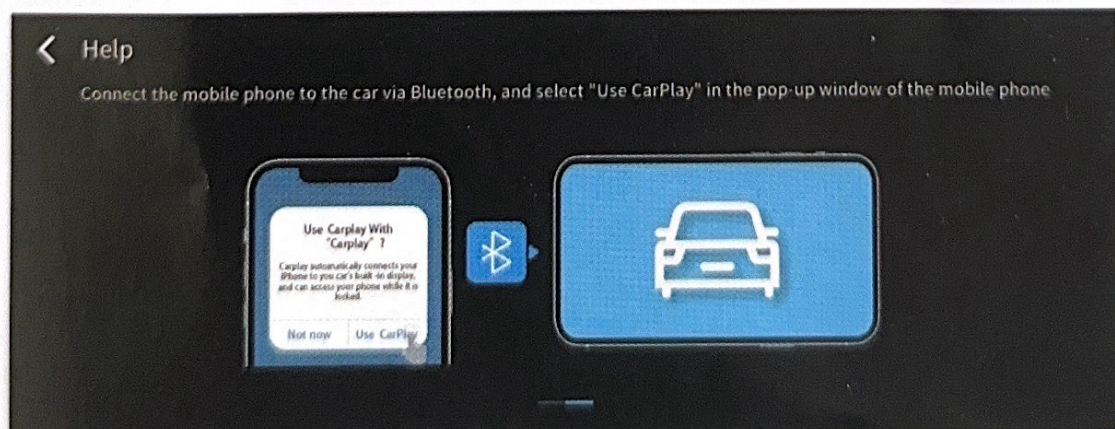 Help
Connect the mobile phone to the car via Bluetooth, and select "Use CarPlay" in the pop-up window of the mobile phone
Use Carplay With
"Carplay" ?
Carplay automatically connects your
iPhone to you car's built-in display,
and can access your phone while it is
locked.
Not now Use CarPlay